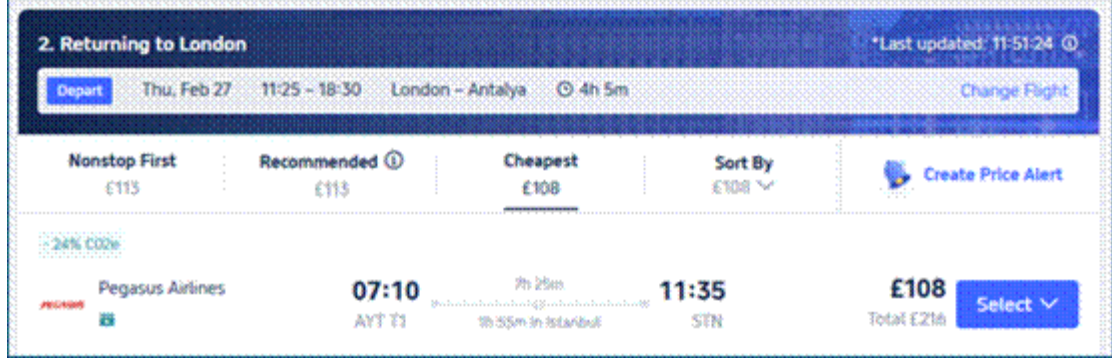 2. Returning to London
*Last updated: 11:51:24
Depart Thu, Feb 27 11:25 – 18:30 London – Antalya 4h 5m Change Flight
Nonstop First Recommended Cheapest Sort By
£113 £113 £108 £108
Create Price Alert
- 24% CO2e
Pegasus Airlines 07:10 7h 25m 11:35 £108 Select
PEGASUS AYT T1 1h 55m in Istanbul STN Total £216